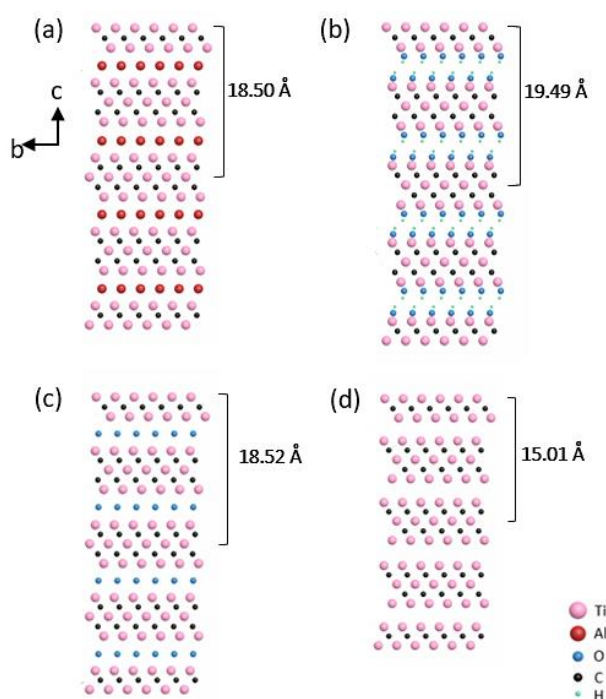 (a)
c
b
18.50 Å
(b)
19.49 Å
(c)
18.52 Å
(d)
15.01 Å
Ti
Al
O
C
H